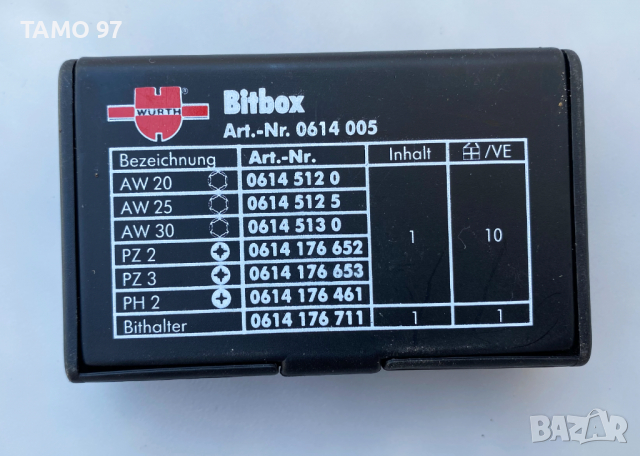 TAMO 97
WÜRTH ®
Bitbox
Art.-Nr. 0614 005
Bezeichnung Art.-Nr. Inhalt /VE
AW 20 0614 512 0
AW 25 0614 512 5
AW 30 0614 513 0
PZ 2 0614 176 652
1 10
PZ 3 0614 176 653
PH 2 0614 176 461
Bithalter 0614 176 711 1 1
BAZAR